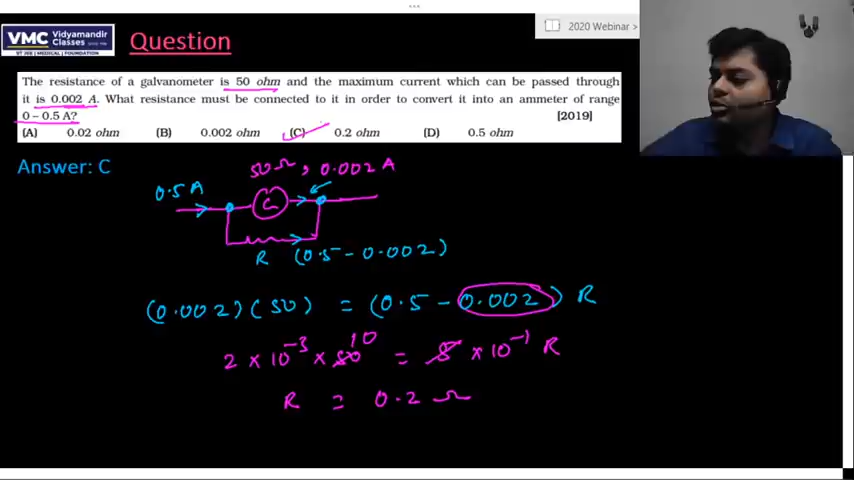 VMC Vidyamandir Classes
IIT JEE | MEDICAL | FOUNDATION
Question
2020 Webinar
The resistance of a galvanometer is 50 ohm and the maximum current which can be passed through
it is 0.002 A. What resistance must be connected to it in order to convert it into an ammeter of range
0 – 0.5 A? [2019]
(A) 0.02 ohm (B) 0.002 ohm (C) 0.2 ohm (D) 0.5 ohm
Answer: C
50Ω, 0.002 A
0.5 A
G
R (0.5 - 0.002)
(0.002)(50) = (0.5 - 0.002) R
2 × 10⁻³ × 50 10 = 5 × 10⁻¹ R
R = 0.2 Ω